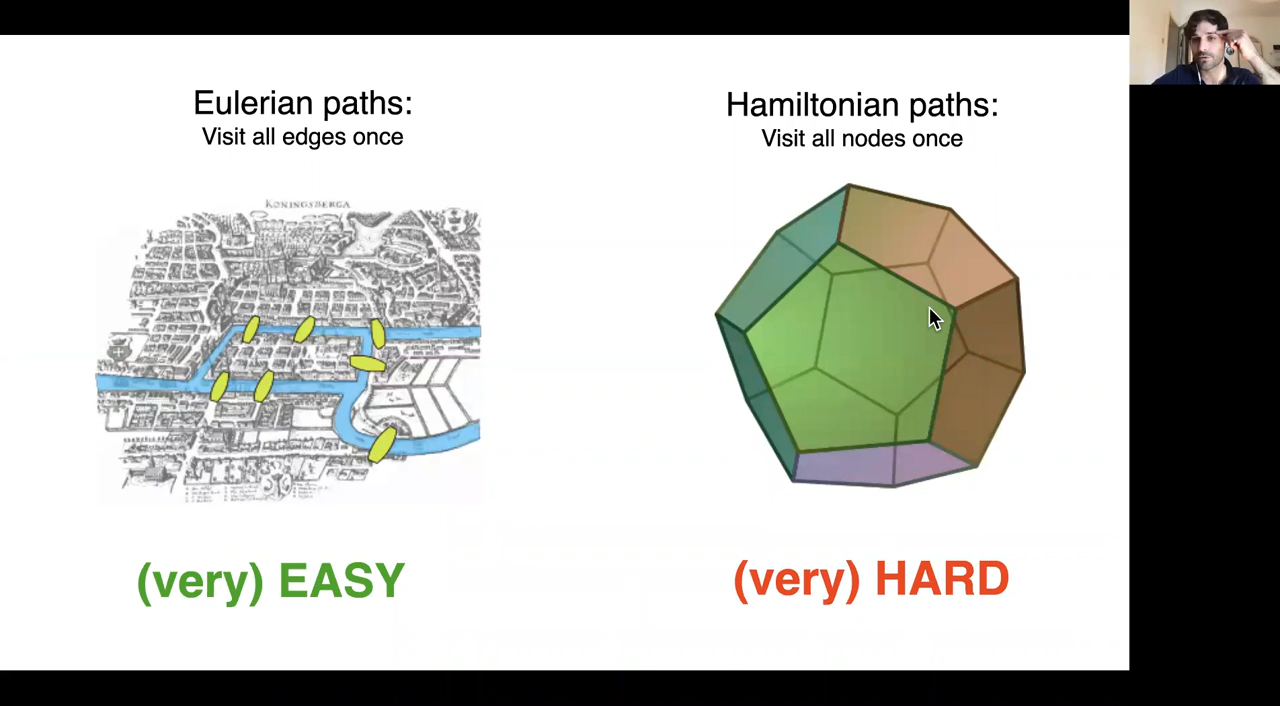 Eulerian paths:
Visit all edges once
Hamiltonian paths:
Visit all nodes once
KONINGSBERGA
(very) EASY
(very) HARD